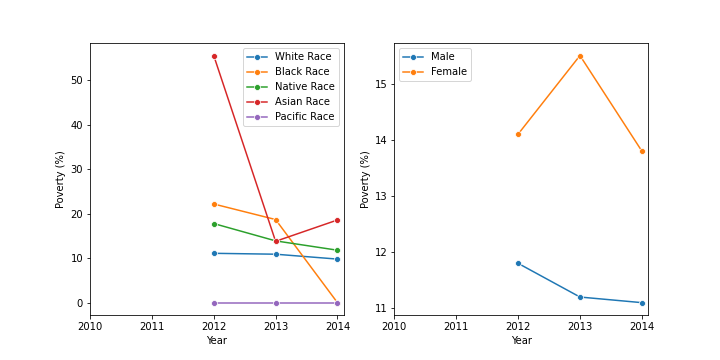 Poverty (%)
50
40
30
20
10
0
2010 2011 2012 2013 2014
Year
White Race
Black Race
Native Race
Asian Race
Pacific Race
Poverty (%)
15
14
13
12
11
2010 2011 2012 2013 2014
Year
Male
Female